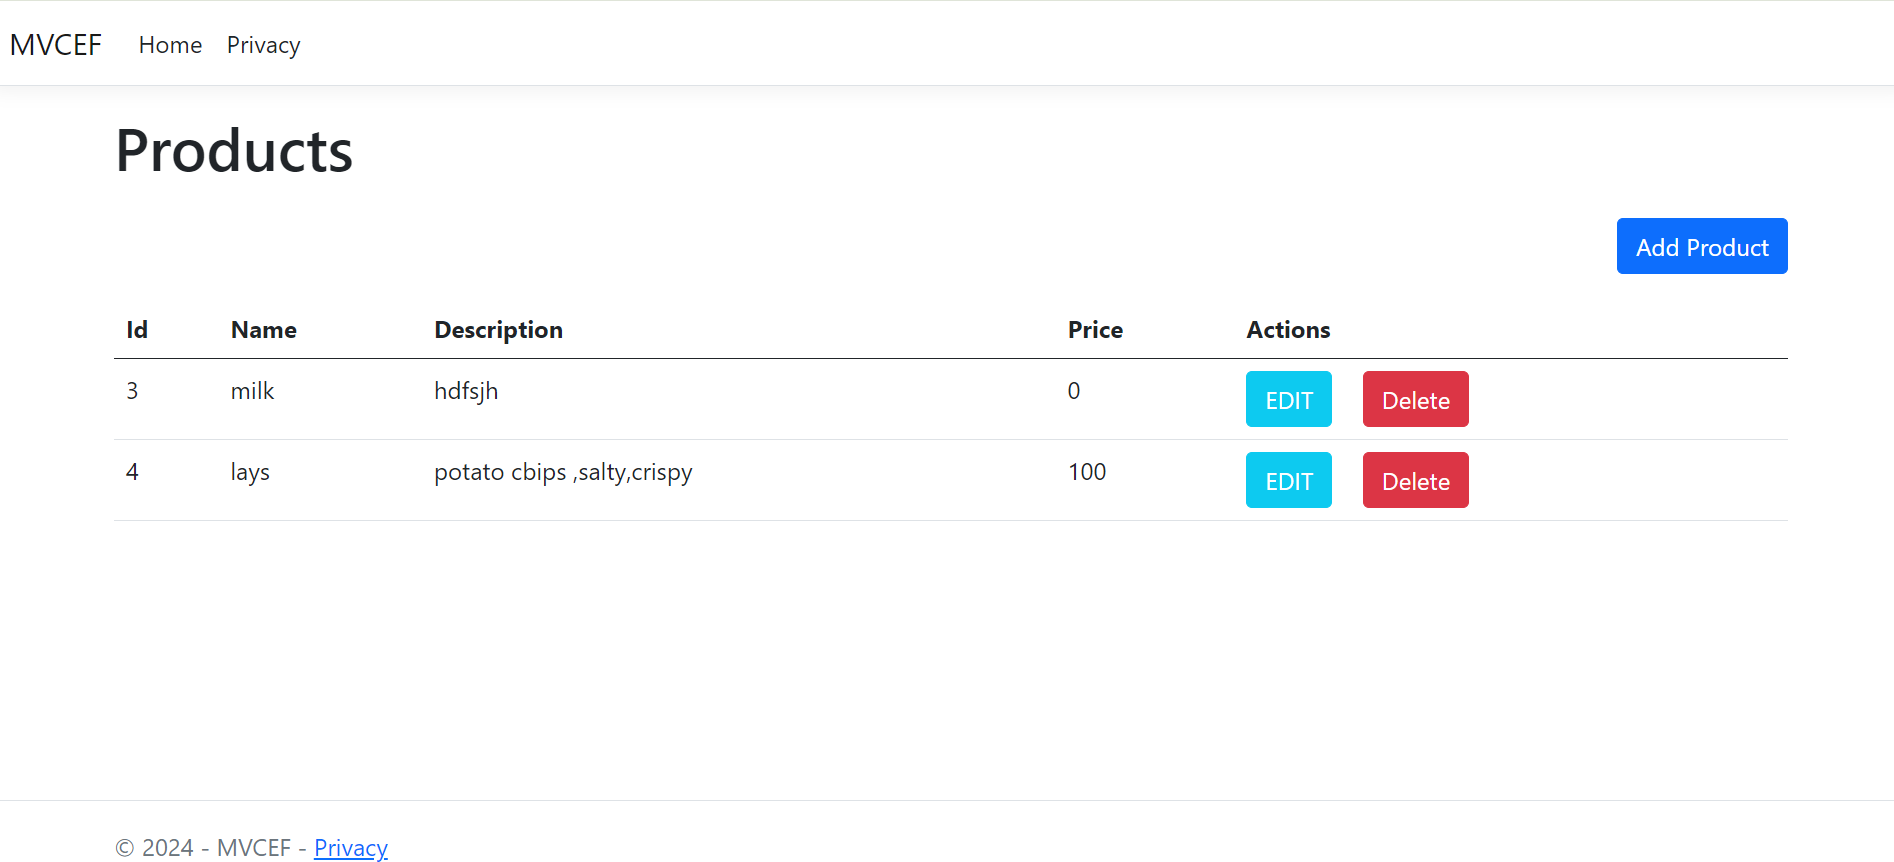 MVCEF Home Privacy
Products
Add Product
Id Name Description Price Actions
3 milk hdfsjh 0 EDIT Delete
4 lays potato cbips ,salty,crispy 100 EDIT Delete
© 2024 - MVCEF - Privacy